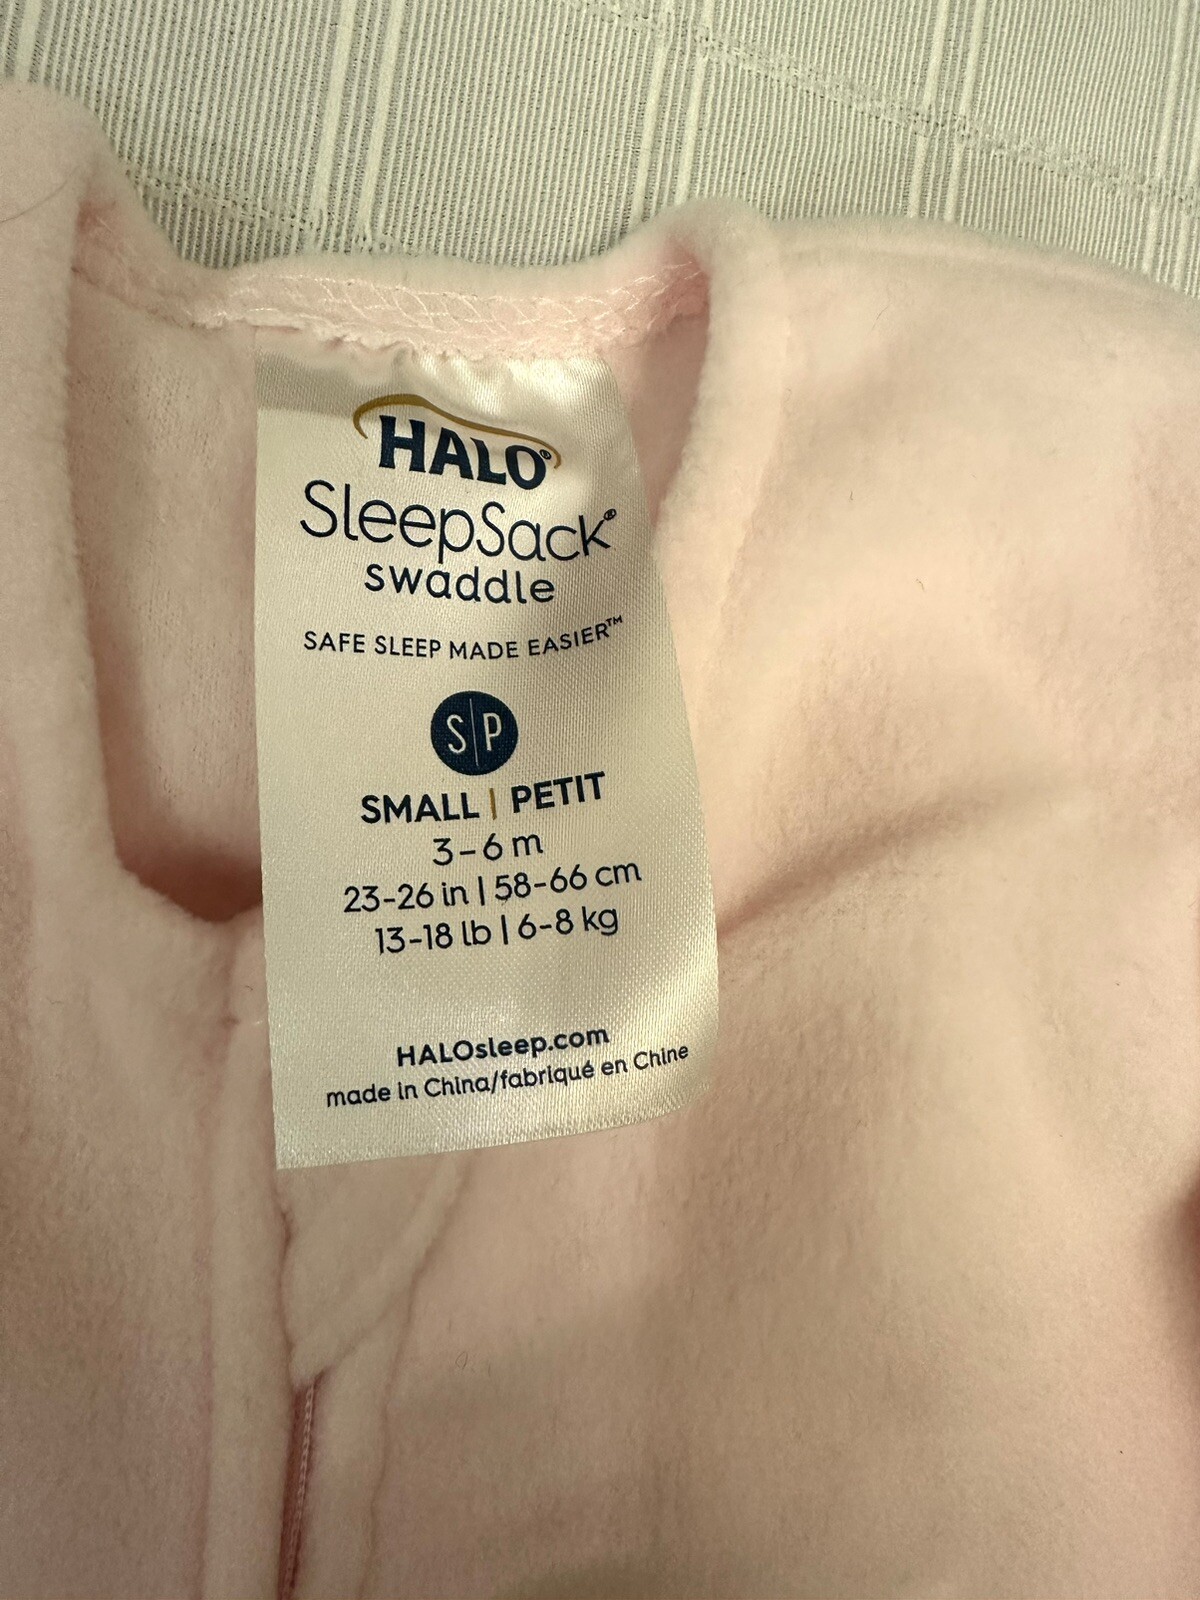 HALO®
SleepSack®
swaddle
SAFE SLEEP MADE EASIER™
S|P
SMALL | PETIT
3-6 m
23-26 in | 58-66 cm
13-18 lb | 6-8 kg
HALOsleep.com
made in China/fabriqué en Chine